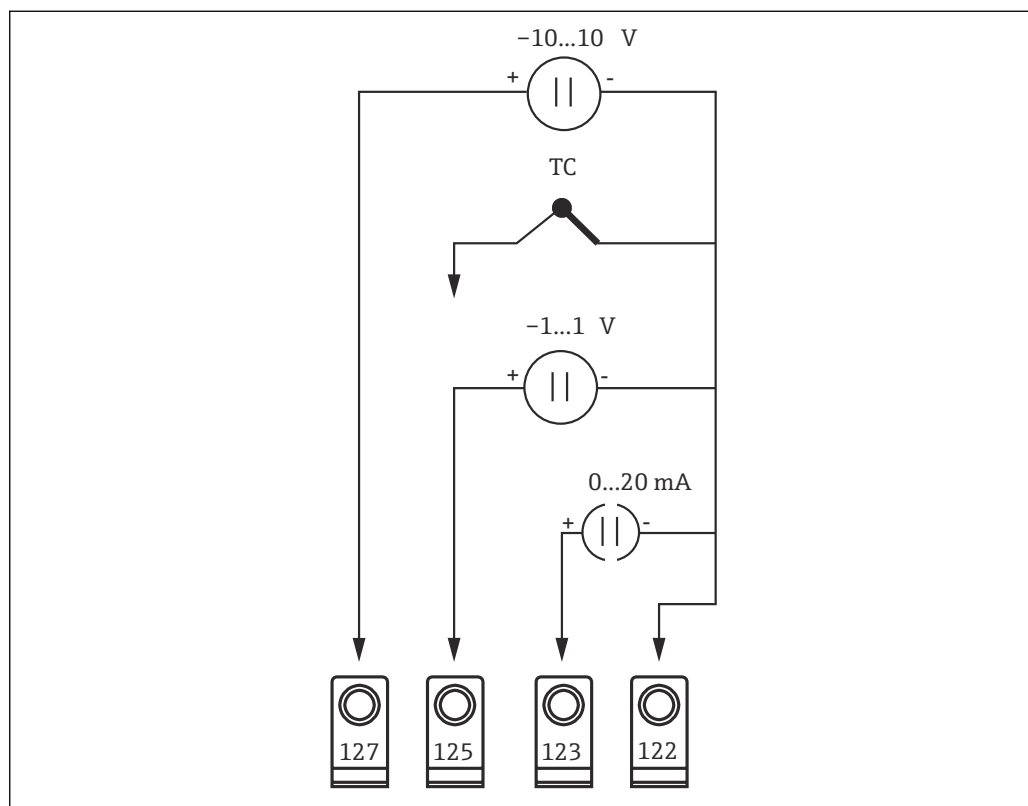 −10...10 V
+ -
TC
−1...1 V
+ -
0...20 mA
+ -
127 125 123 122